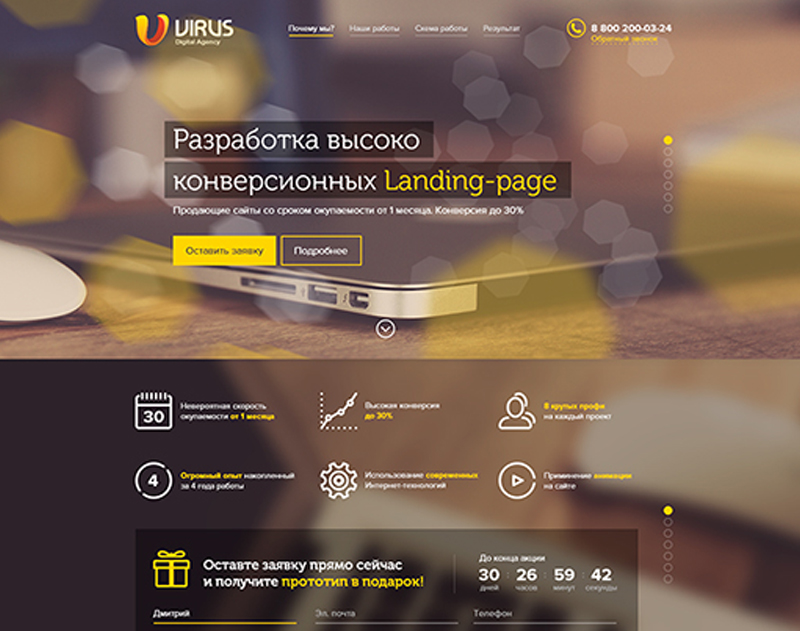 VIRUS
Digital Agency
Почему мы? Наши работы Схема работы Результат
8 800 200-03-24
Обратный звонок
Разработка высоко
конверсионных Landing-page
Продающие сайты со сроком окупаемости от 1 месяца. Конверсия до 30%
Оставить заявку Подробнее
30
Невероятная скорость
окупаемости от 1 месяца
Высокая конверсия
до 30%
8 крутых профи
на каждый проект
4
Огромный опыт накопленный
за 4 года работы
Использование современных
Интернет-технологий
Применение анимации
на сайте
Оставьте заявку прямо сейчас
и получите прототип в подарок!
До конца акции
30 : 26 : 59 : 42
дней часов минут секунды
Дмитрий Эл. почта Телефон